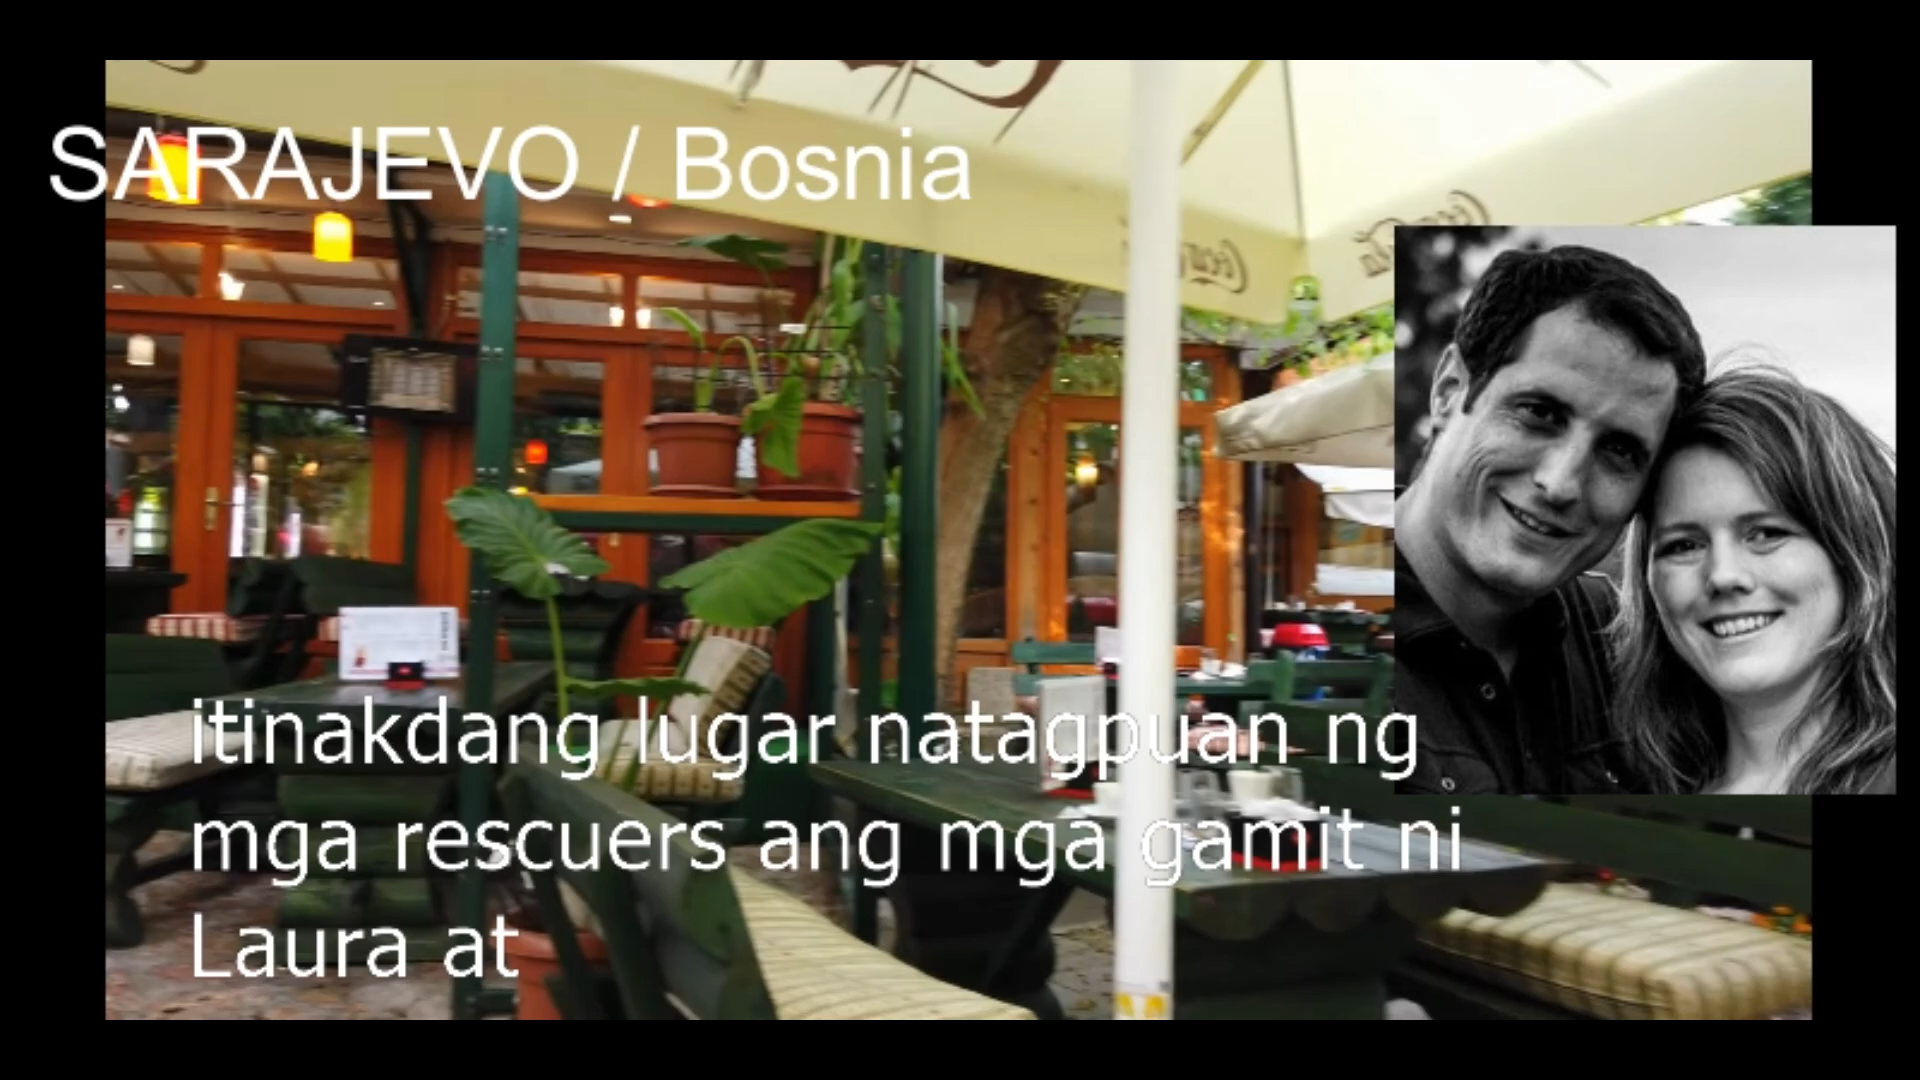 SARAJEVO / Bosnia
itinakdang lugar natagpuan ng
mga rescuers ang mga gamit ni
Laura at